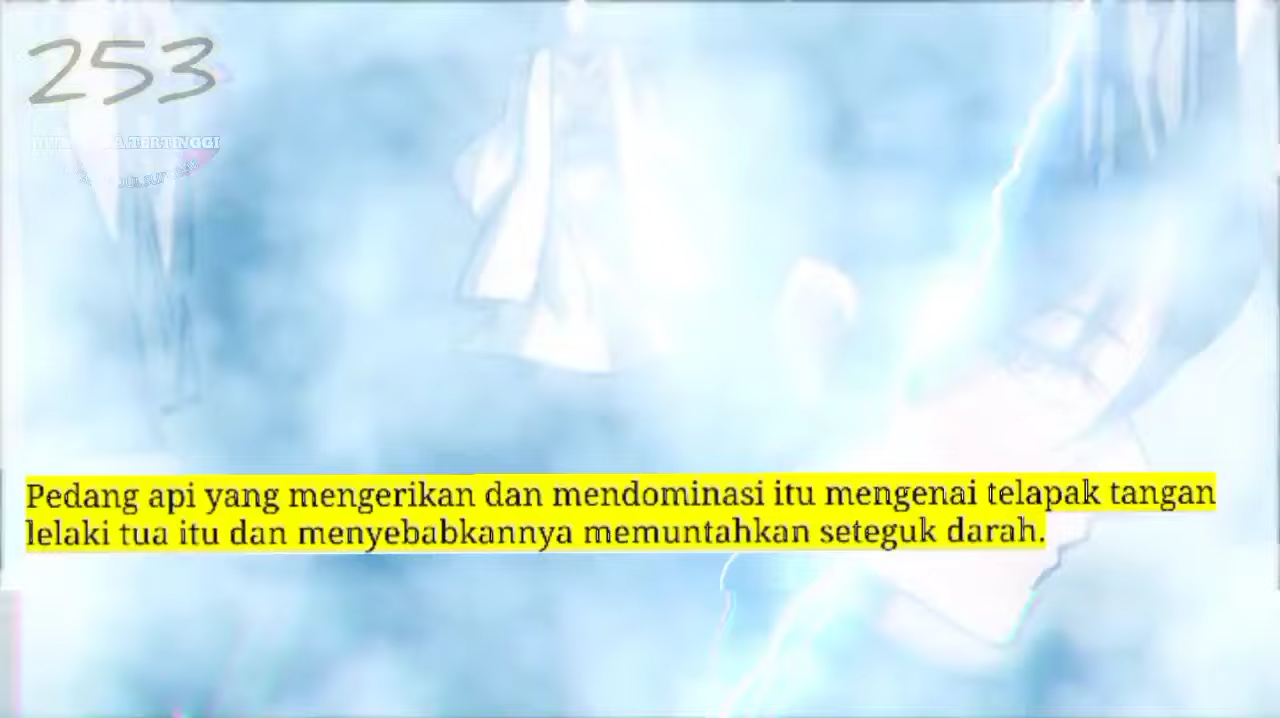 253
Pedang api yang mengerikan dan mendominasi itu mengenai telapak tangan
lelaki tua itu dan menyebabkannya memuntahkan seteguk darah.